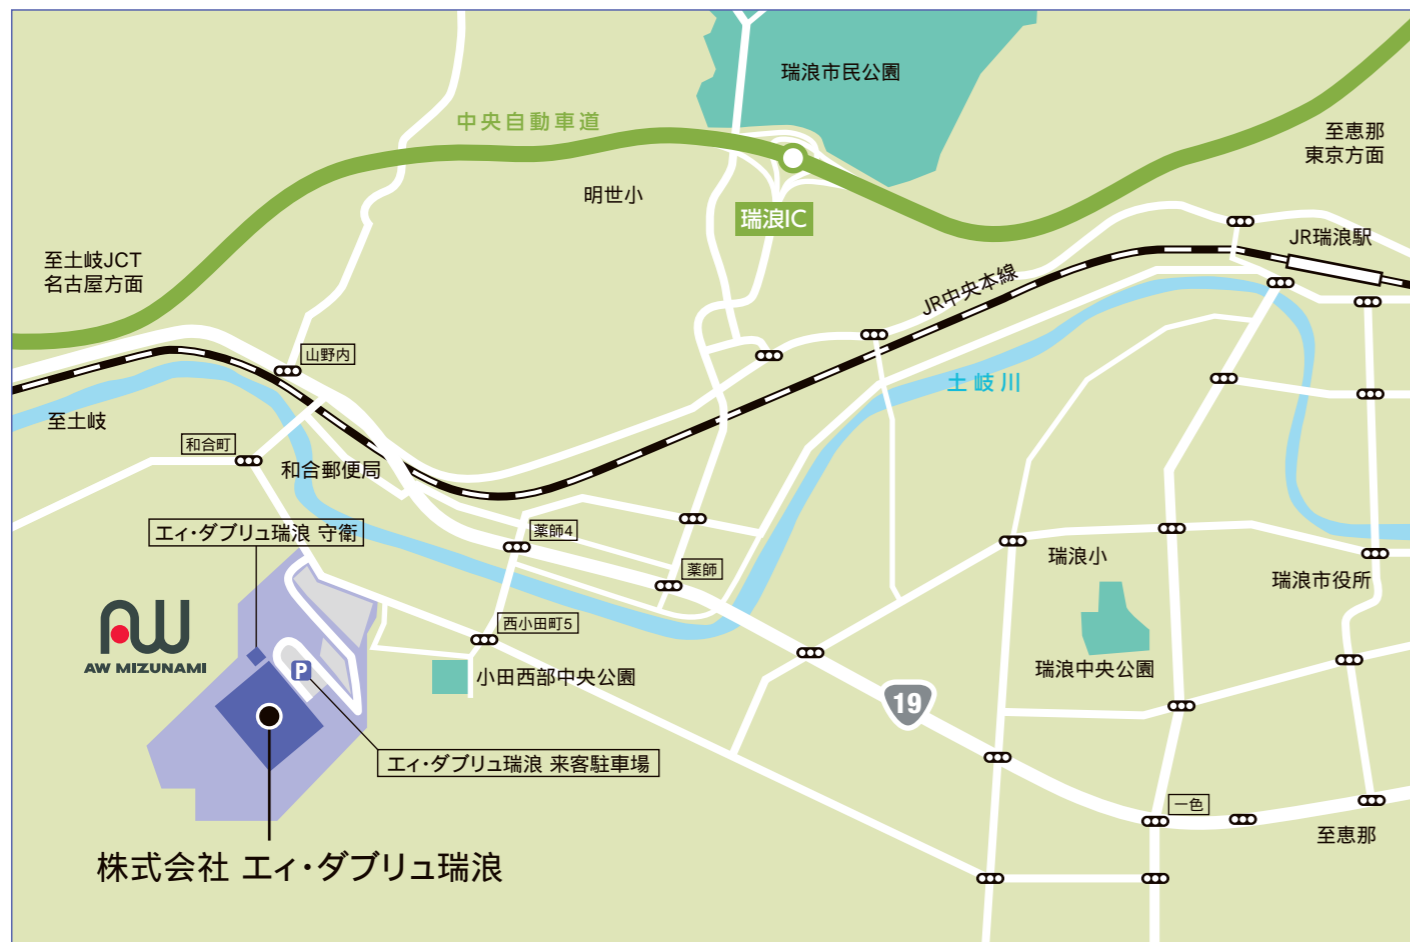 瑞浪市民公園
中央自動車道
至恵那
東京方面
明世小
瑞浪IC
JR瑞浪駅
至土岐JCT
名古屋方面
JR中央本線
山野内
土岐川
至土岐
和合町
和合郵便局
エィ・ダブリュ瑞浪 守衛
薬師4
薬師
瑞浪小
瑞浪市役所
AW
AW MIZUNAMI
西小田町5
P
小田西部中央公園
瑞浪中央公園
19
エィ・ダブリュ瑞浪 来客駐車場
一色
至恵那
株式会社 エィ・ダブリュ瑞浪